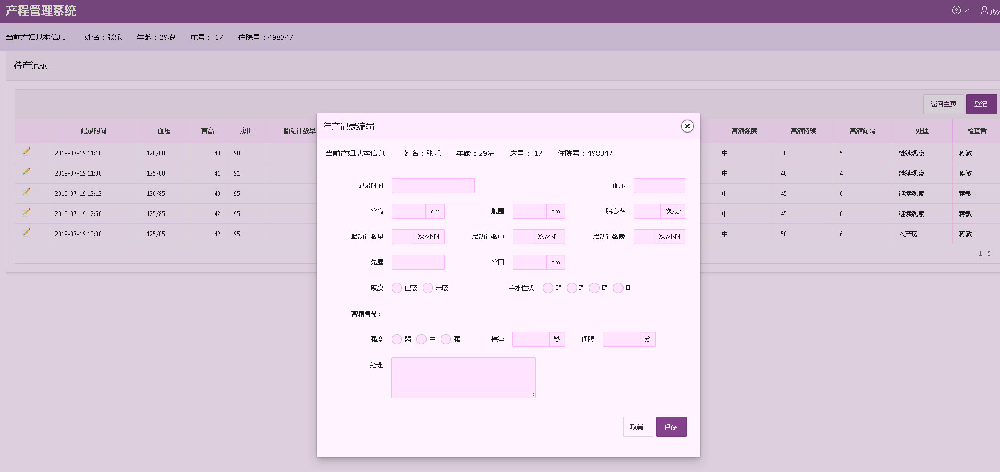 产程管理系统
jlyy
当前产妇基本信息 姓名：张乐 年龄：29岁 床号： 17 住院号：498347
待产记录
返回主页 登记
记录时间 血压 宫高 腹围 胎动计数早 宫缩强度 宫缩持续 宫缩间隔 处理 检查者
2019-07-19 11:18 120/80 40 90 中 30 5 继续观察 蒋敏
2019-07-19 11:30 125/80 41 91 中 40 4 继续观察 蒋敏
2019-07-19 12:12 120/85 40 95 中 45 6 继续观察 蒋敏
2019-07-19 12:50 125/85 42 95 中 45 6 继续观察 蒋敏
2019-07-19 13:30 125/85 42 95 中 50 6 入产房 蒋敏
1 - 5
待产记录编辑
当前产妇基本信息 姓名：张乐 年龄：29岁 床号： 17 住院号：498347
记录时间 血压
宫高 cm 腹围 cm 胎心率 次/分
胎动计数早 次/小时 胎动计数中 次/小时 胎动计数晚 次/小时
先露 宫口 cm
破膜 已破 未破 羊水性状 0° I° II° III
宫缩情况：
强度 弱 中 强 持续 秒 间隔 分
处理
取消 保存